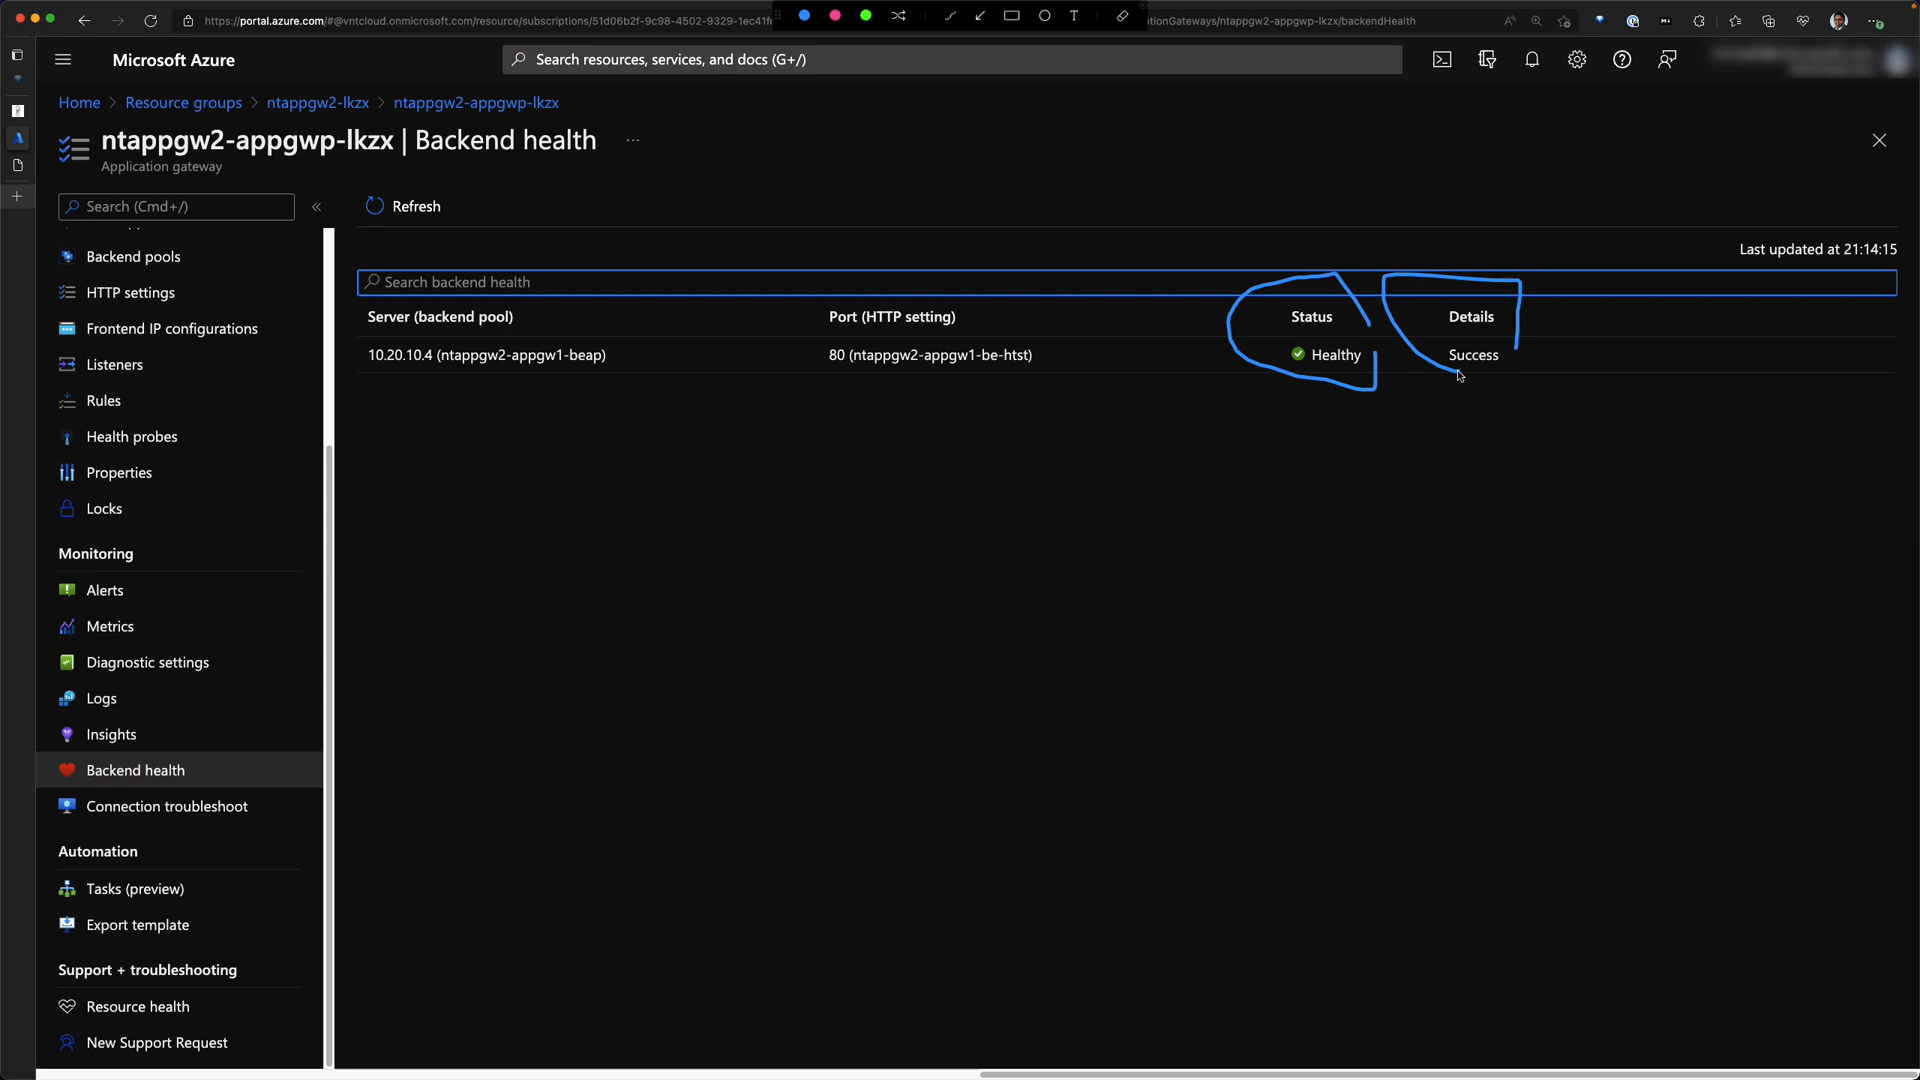 https://portal.azure.com/#@vntcloud.onmicrosoft.com/resource/subscriptions/51d06b2f-9c98-4502-9329-1ec41f
tionGateways/ntappgw2-appgwp-lkzx/backendHealth
Microsoft Azure
Search resources, services, and docs (G+/)
Home > Resource groups > ntappgw2-lkzx > ntappgw2-appgwp-lkzx
ntappgw2-appgwp-lkzx | Backend health ...
Application gateway
Search (Cmd+/)
«
Refresh
Last updated at 21:14:15
Search backend health
Server (backend pool) Port (HTTP setting) Status Details
10.20.10.4 (ntappgw2-appgw1-beap) 80 (ntappgw2-appgw1-be-htst) Healthy Success
Backend pools
HTTP settings
Frontend IP configurations
Listeners
Rules
Health probes
Properties
Locks
Monitoring
Alerts
Metrics
Diagnostic settings
Logs
Insights
Backend health
Connection troubleshoot
Automation
Tasks (preview)
Export template
Support + troubleshooting
Resource health
New Support Request